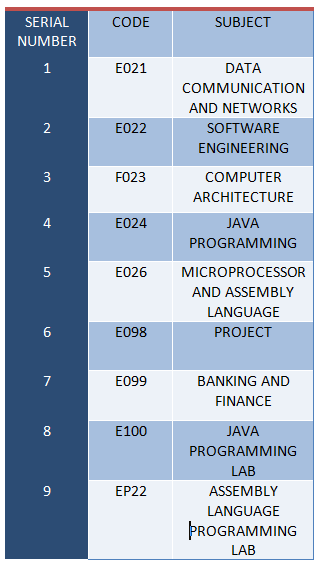 SERIAL NUMBER CODE SUBJECT
1 E021 DATA COMMUNICATION AND NETWORKS
2 E022 SOFTWARE ENGINEERING
3 F023 COMPUTER ARCHITECTURE
4 E024 JAVA PROGRAMMING
5 E026 MICROPROCESSOR AND ASSEMBLY LANGUAGE
6 E098 PROJECT
7 E099 BANKING AND FINANCE
8 E100 JAVA PROGRAMMING LAB
9 EP22 ASSEMBLY LANGUAGE PROGRAMMING LAB